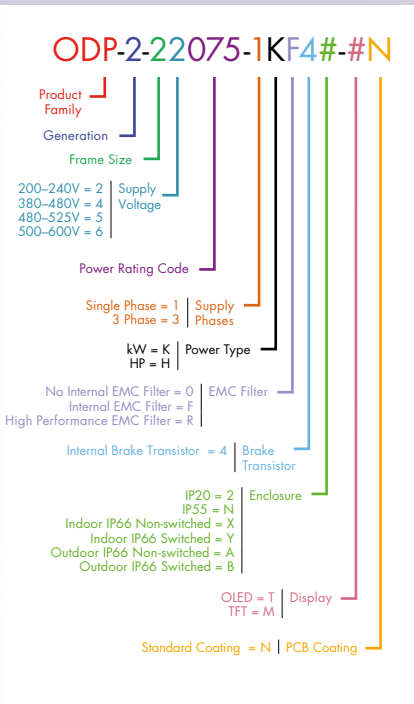 ODP-2-22075-1KF4#-#N
Product
Family
Generation
Frame Size
200–240V = 2
380–480V = 4
480–525V = 5
500–600V = 6
Supply
Voltage
Power Rating Code
Single Phase = 1
3 Phase = 3
Supply
Phases
kW = K
HP = H
Power Type
No Internal EMC Filter = 0
Internal EMC Filter = F
High Performance EMC Filter = R
EMC Filter
Internal Brake Transistor = 4
Brake
Transistor
IP20 = 2
IP55 = N
Indoor IP66 Non-switched = X
Indoor IP66 Switched = Y
Outdoor IP66 Non-switched = A
Outdoor IP66 Switched = B
Enclosure
OLED = T
TFT = M
Display
Standard Coating = N
PCB Coating